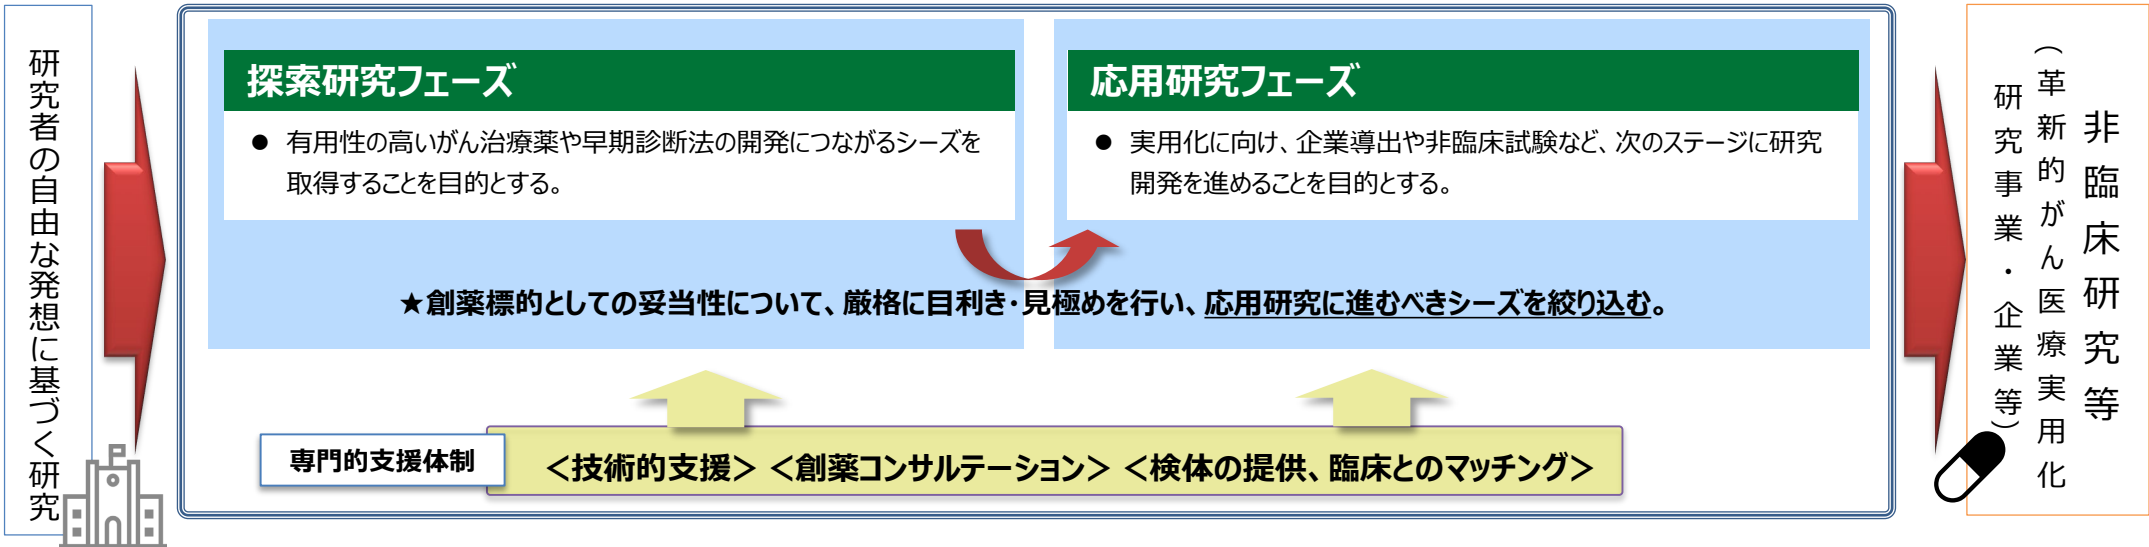 研究者の自由な発想に基づく研究
探索研究フェーズ
● 有用性の高いがん治療薬や早期診断法の開発につながるシーズを
取得することを目的とする。
応用研究フェーズ
● 実用化に向け、企業導出や非臨床試験など、次のステージに研究
開発を進めることを目的とする。
★創薬標的としての妥当性について、厳格に目利き・見極めを行い、応用研究に進むべきシーズを絞り込む。
専門的支援体制
＜技術的支援＞＜創薬コンサルテーション＞＜検体の提供、臨床とのマッチング＞
非臨床研究等
（革新的がん医療実用化
研究事業・企業等）